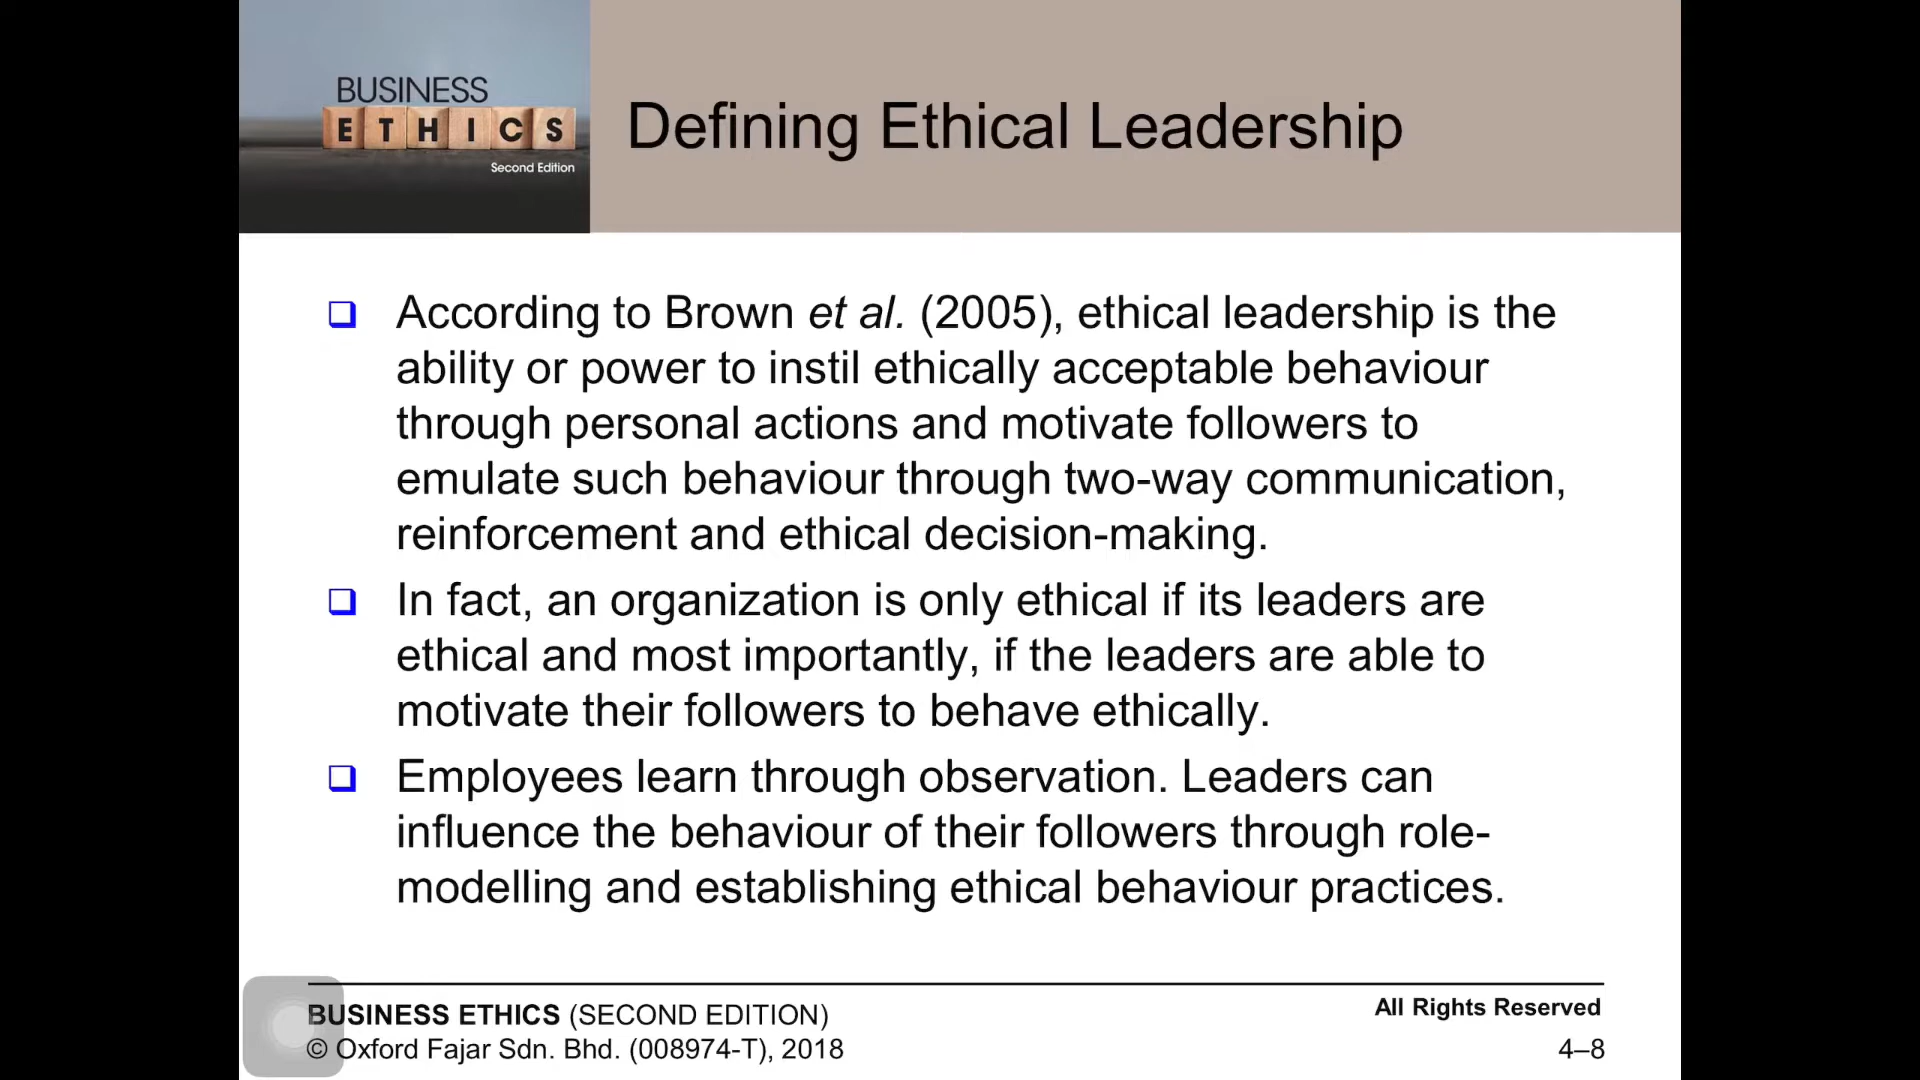 BUSINESS
ETHICS
Second Edition
Defining Ethical Leadership
According to Brown et al. (2005), ethical leadership is the
ability or power to instil ethically acceptable behaviour
through personal actions and motivate followers to
emulate such behaviour through two-way communication,
reinforcement and ethical decision-making.
In fact, an organization is only ethical if its leaders are
ethical and most importantly, if the leaders are able to
motivate their followers to behave ethically.
Employees learn through observation. Leaders can
influence the behaviour of their followers through role-
modelling and establishing ethical behaviour practices.
BUSINESS ETHICS (SECOND EDITION)
© Oxford Fajar Sdn. Bhd. (008974-T), 2018
All Rights Reserved
4–8